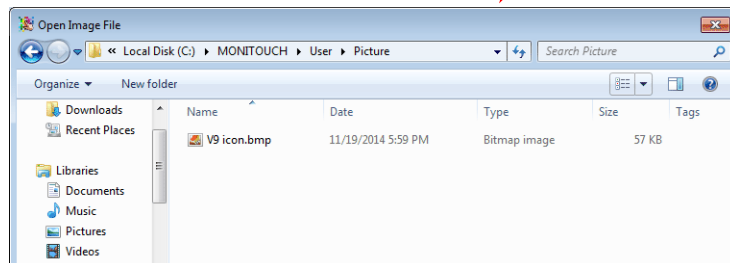 Open Image File
« Local Disk (C:) ▸ MONITOUCH ▸ User ▸ Picture
Search Picture
Organize ▾ New folder
Downloads
Recent Places
Libraries
Documents
Music
Pictures
Videos
Name Date Type Size Tags
V9 icon.bmp 11/19/2014 5:59 PM Bitmap image 57 KB